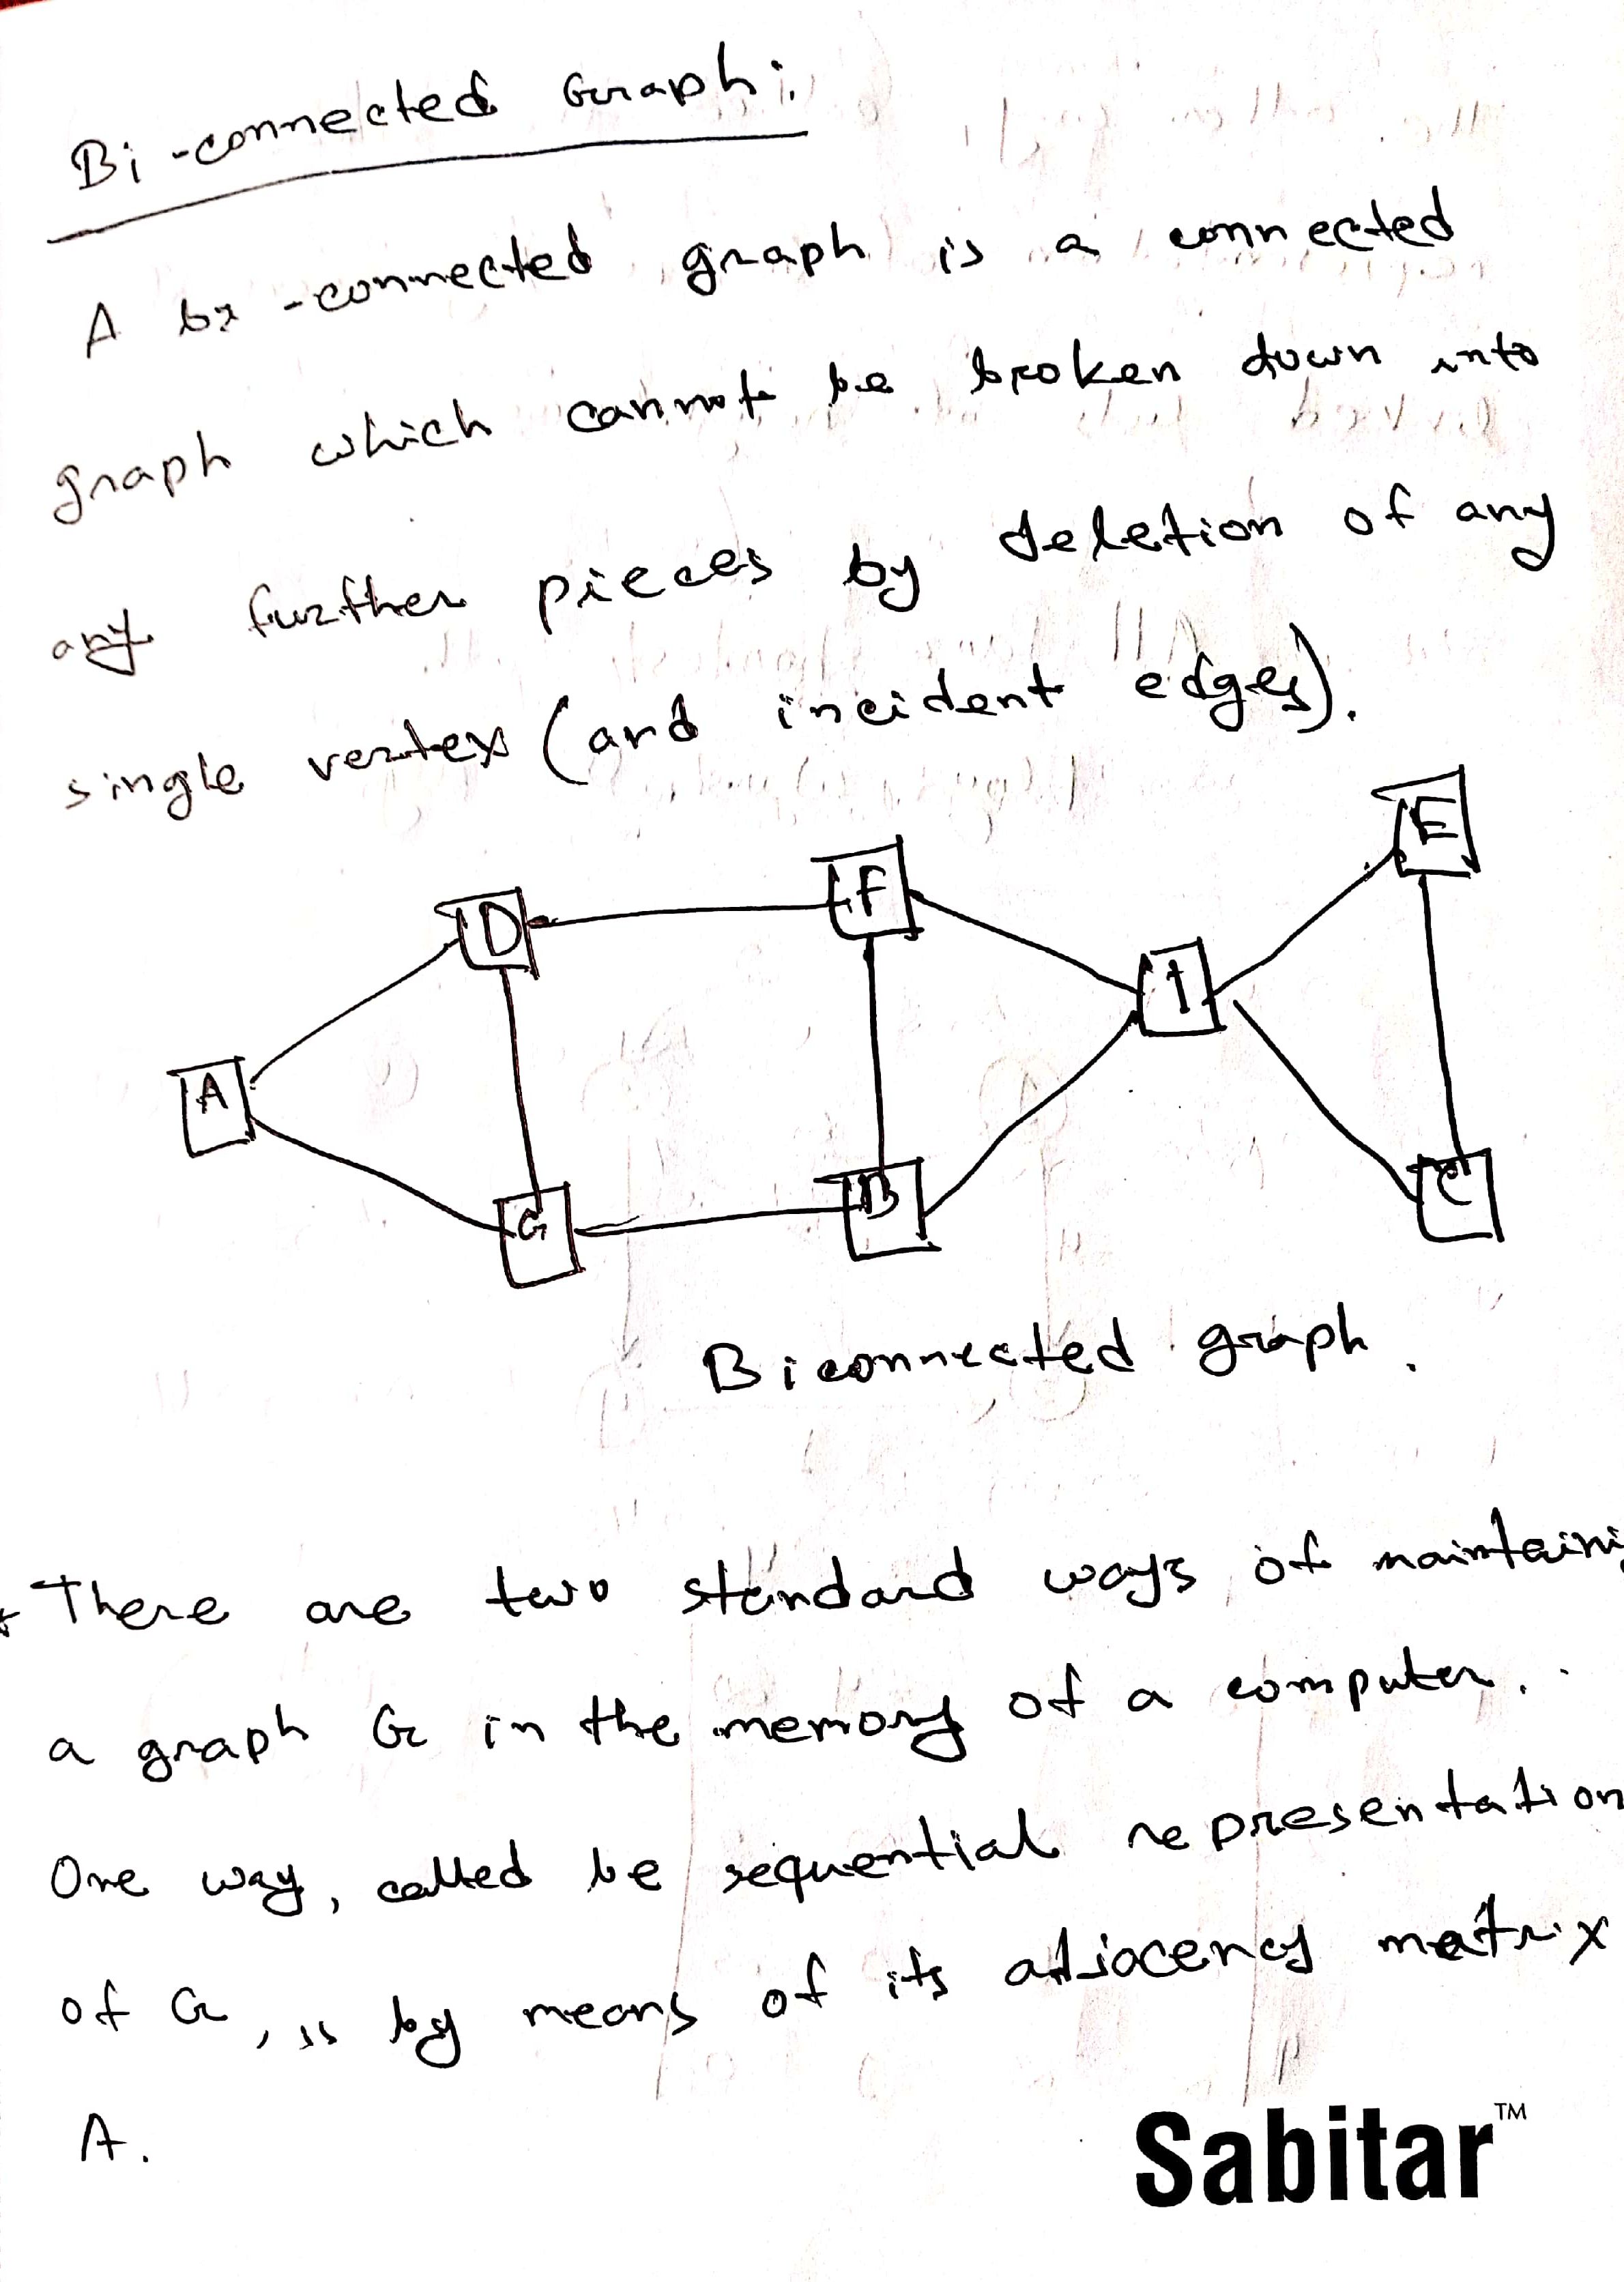 Bi-connected Graph:
A bi-connected graph is a connected
graph which cannot be broken down into
any further pieces by deletion of any
single vertex (and incident edges).
E
D F
I
A
G B C
Biconnected graph.
* There are two standard ways of maintaini
a graph G in the memory of a computer.
One way, called be sequential representation
of G, is by means of its adjacency matrix
A.
Sabitar™